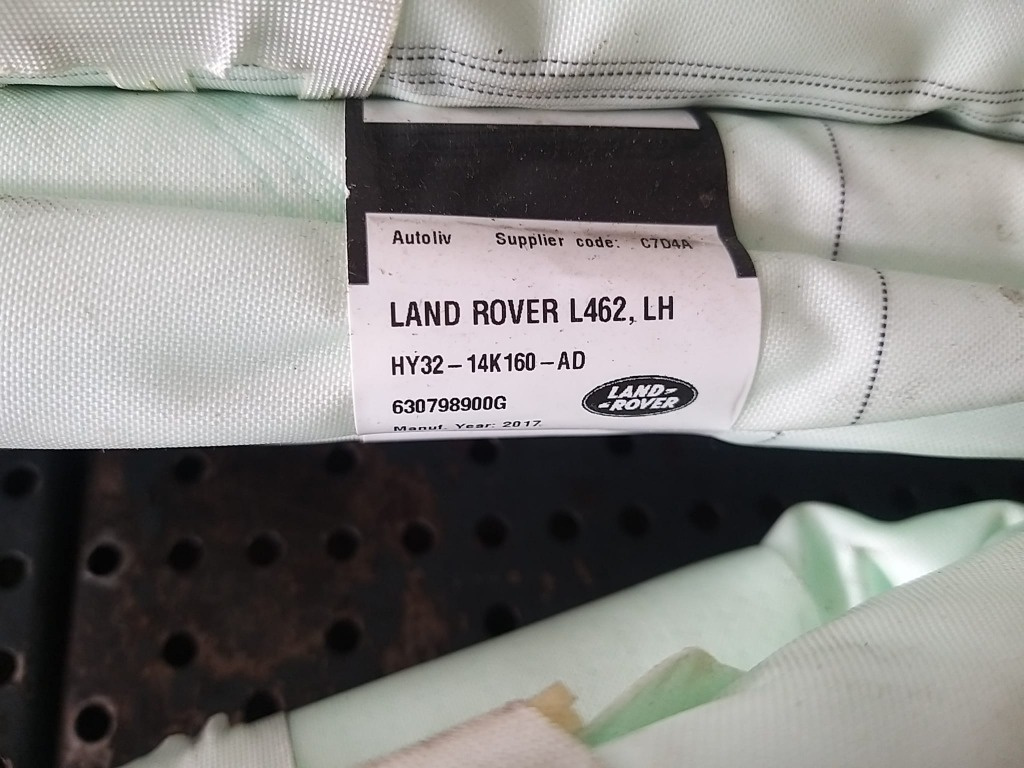 Autoliv Supplier code: C7D4A
LAND ROVER L462, LH
HY32-14K160-AD
630798900G
LAND-
-ROVER
Manuf. Year: 2017